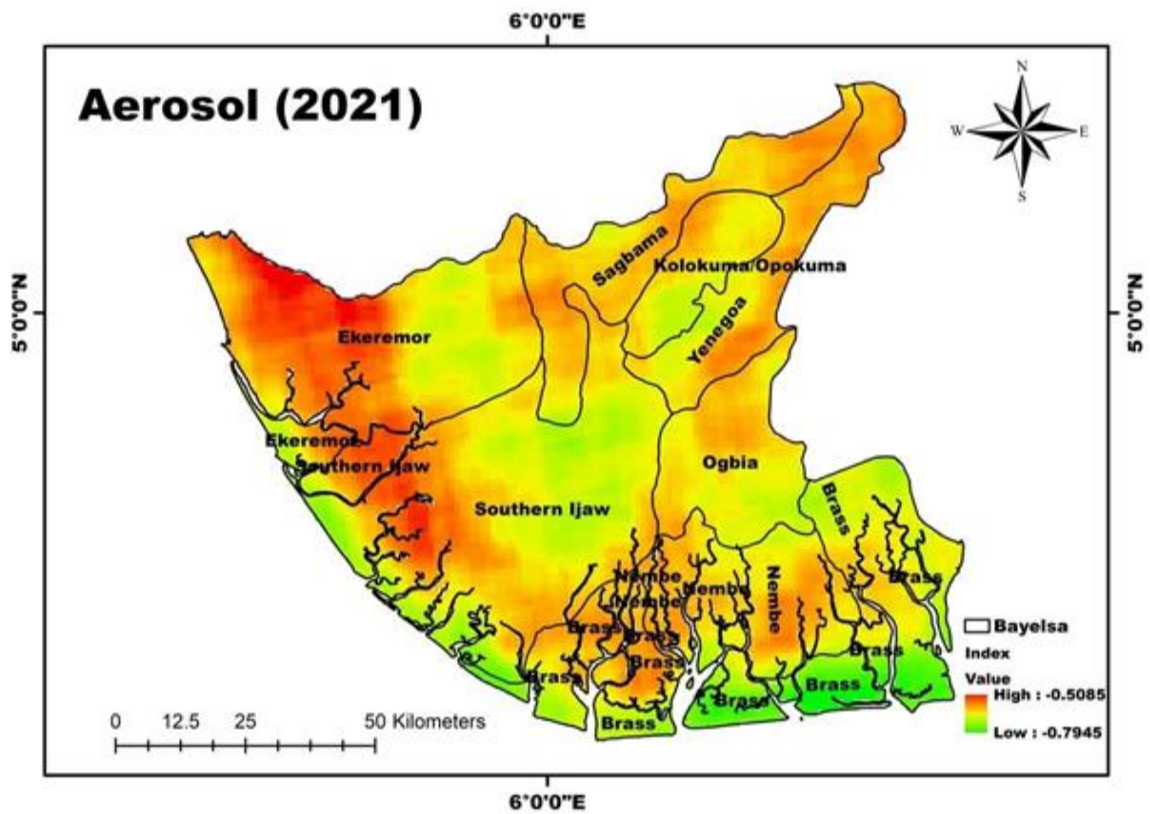 6°0'0"E
Aerosol (2021)
N
W
E
S
5°0'0"N
5°0'0"N
Sagbama
Kolokuma/Opokuma
Yenegoa
Ekeremor
Ekeremor
Southern Ijaw
Ogbia
Southern Ijaw
Brass
Nembe
Nembe
Nembe
Nembe
Brass
Brass
Brass
Brass
Brass
Brass
Brass
Brass
Brass
Bayelsa
Index
Value
High : -0.5085
Low : -0.7945
0 12.5 25 50 Kilometers
6°0'0"E